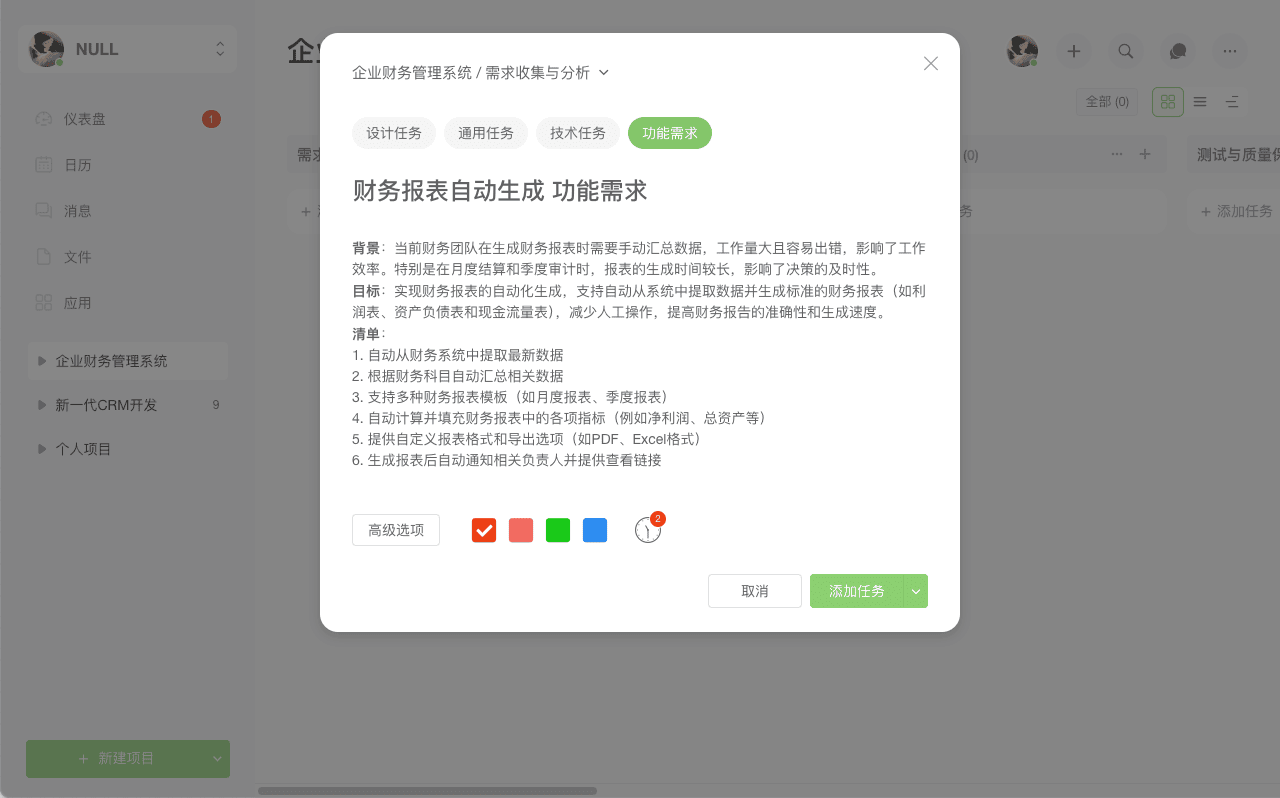 NULL
仪表盘
1
日历
消息
文件
应用
企业财务管理系统
新一代CRM开发
9
个人项目
+ 新建项目
企
全部 (0)
需求
(0)
测试与质量保
+ 
务
+ 添加任务
企业财务管理系统 / 需求收集与分析
设计任务
通用任务
技术任务
功能需求
财务报表自动生成 功能需求
背景：当前财务团队在生成财务报表时需要手动汇总数据，工作量大且容易出错，影响了工作
效率。特别是在月度结算和季度审计时，报表的生成时间较长，影响了决策的及时性。
目标：实现财务报表的自动化生成，支持自动从系统中提取数据并生成标准的财务报表（如利
润表、资产负债表和现金流量表），减少人工操作，提高财务报告的准确性和生成速度。
清单：
1. 自动从财务系统中提取最新数据
2. 根据财务科目自动汇总相关数据
3. 支持多种财务报表模板（如月度报表、季度报表）
4. 自动计算并填充财务报表中的各项指标（例如净利润、总资产等）
5. 提供自定义报表格式和导出选项（如PDF、Excel格式）
6. 生成报表后自动通知相关负责人并提供查看链接
高级选项
2
取消
添加任务